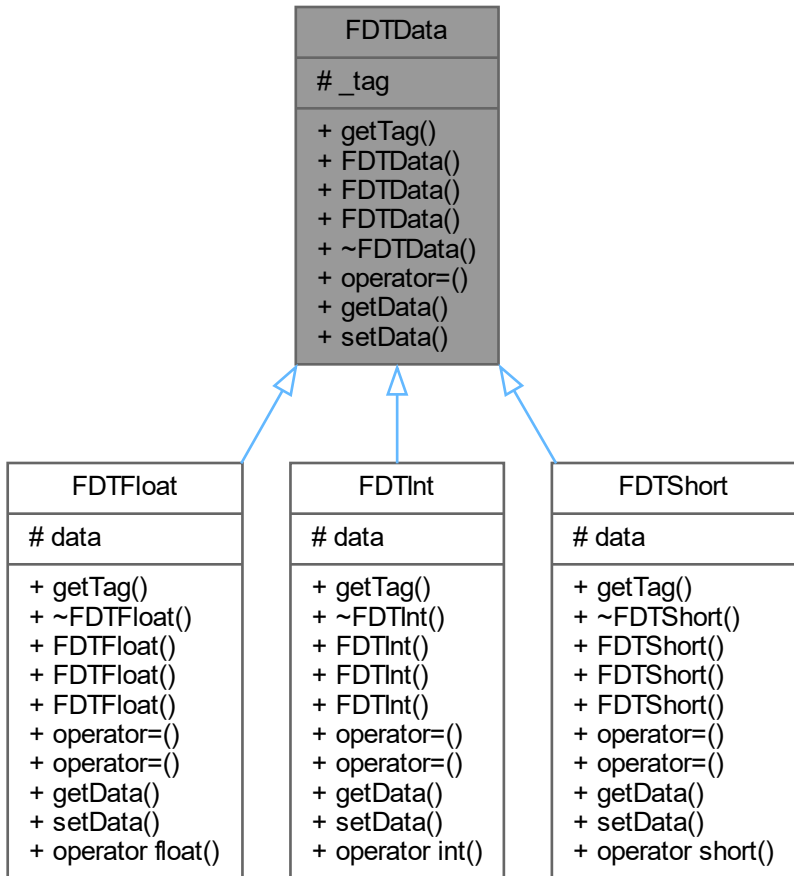 FDTData
# _tag
+ getTag()
+ FDTData()
+ FDTData()
+ FDTData()
+ ~FDTData()
+ operator=()
+ getData()
+ setData()
FDTFloat
# data
+ getTag()
+ ~FDTFloat()
+ FDTFloat()
+ FDTFloat()
+ FDTFloat()
+ operator=()
+ operator=()
+ getData()
+ setData()
+ operator float()
FDTInt
# data
+ getTag()
+ ~FDTInt()
+ FDTInt()
+ FDTInt()
+ FDTInt()
+ operator=()
+ operator=()
+ getData()
+ setData()
+ operator int()
FDTShort
# data
+ getTag()
+ ~FDTShort()
+ FDTShort()
+ FDTShort()
+ FDTShort()
+ operator=()
+ operator=()
+ getData()
+ setData()
+ operator short()